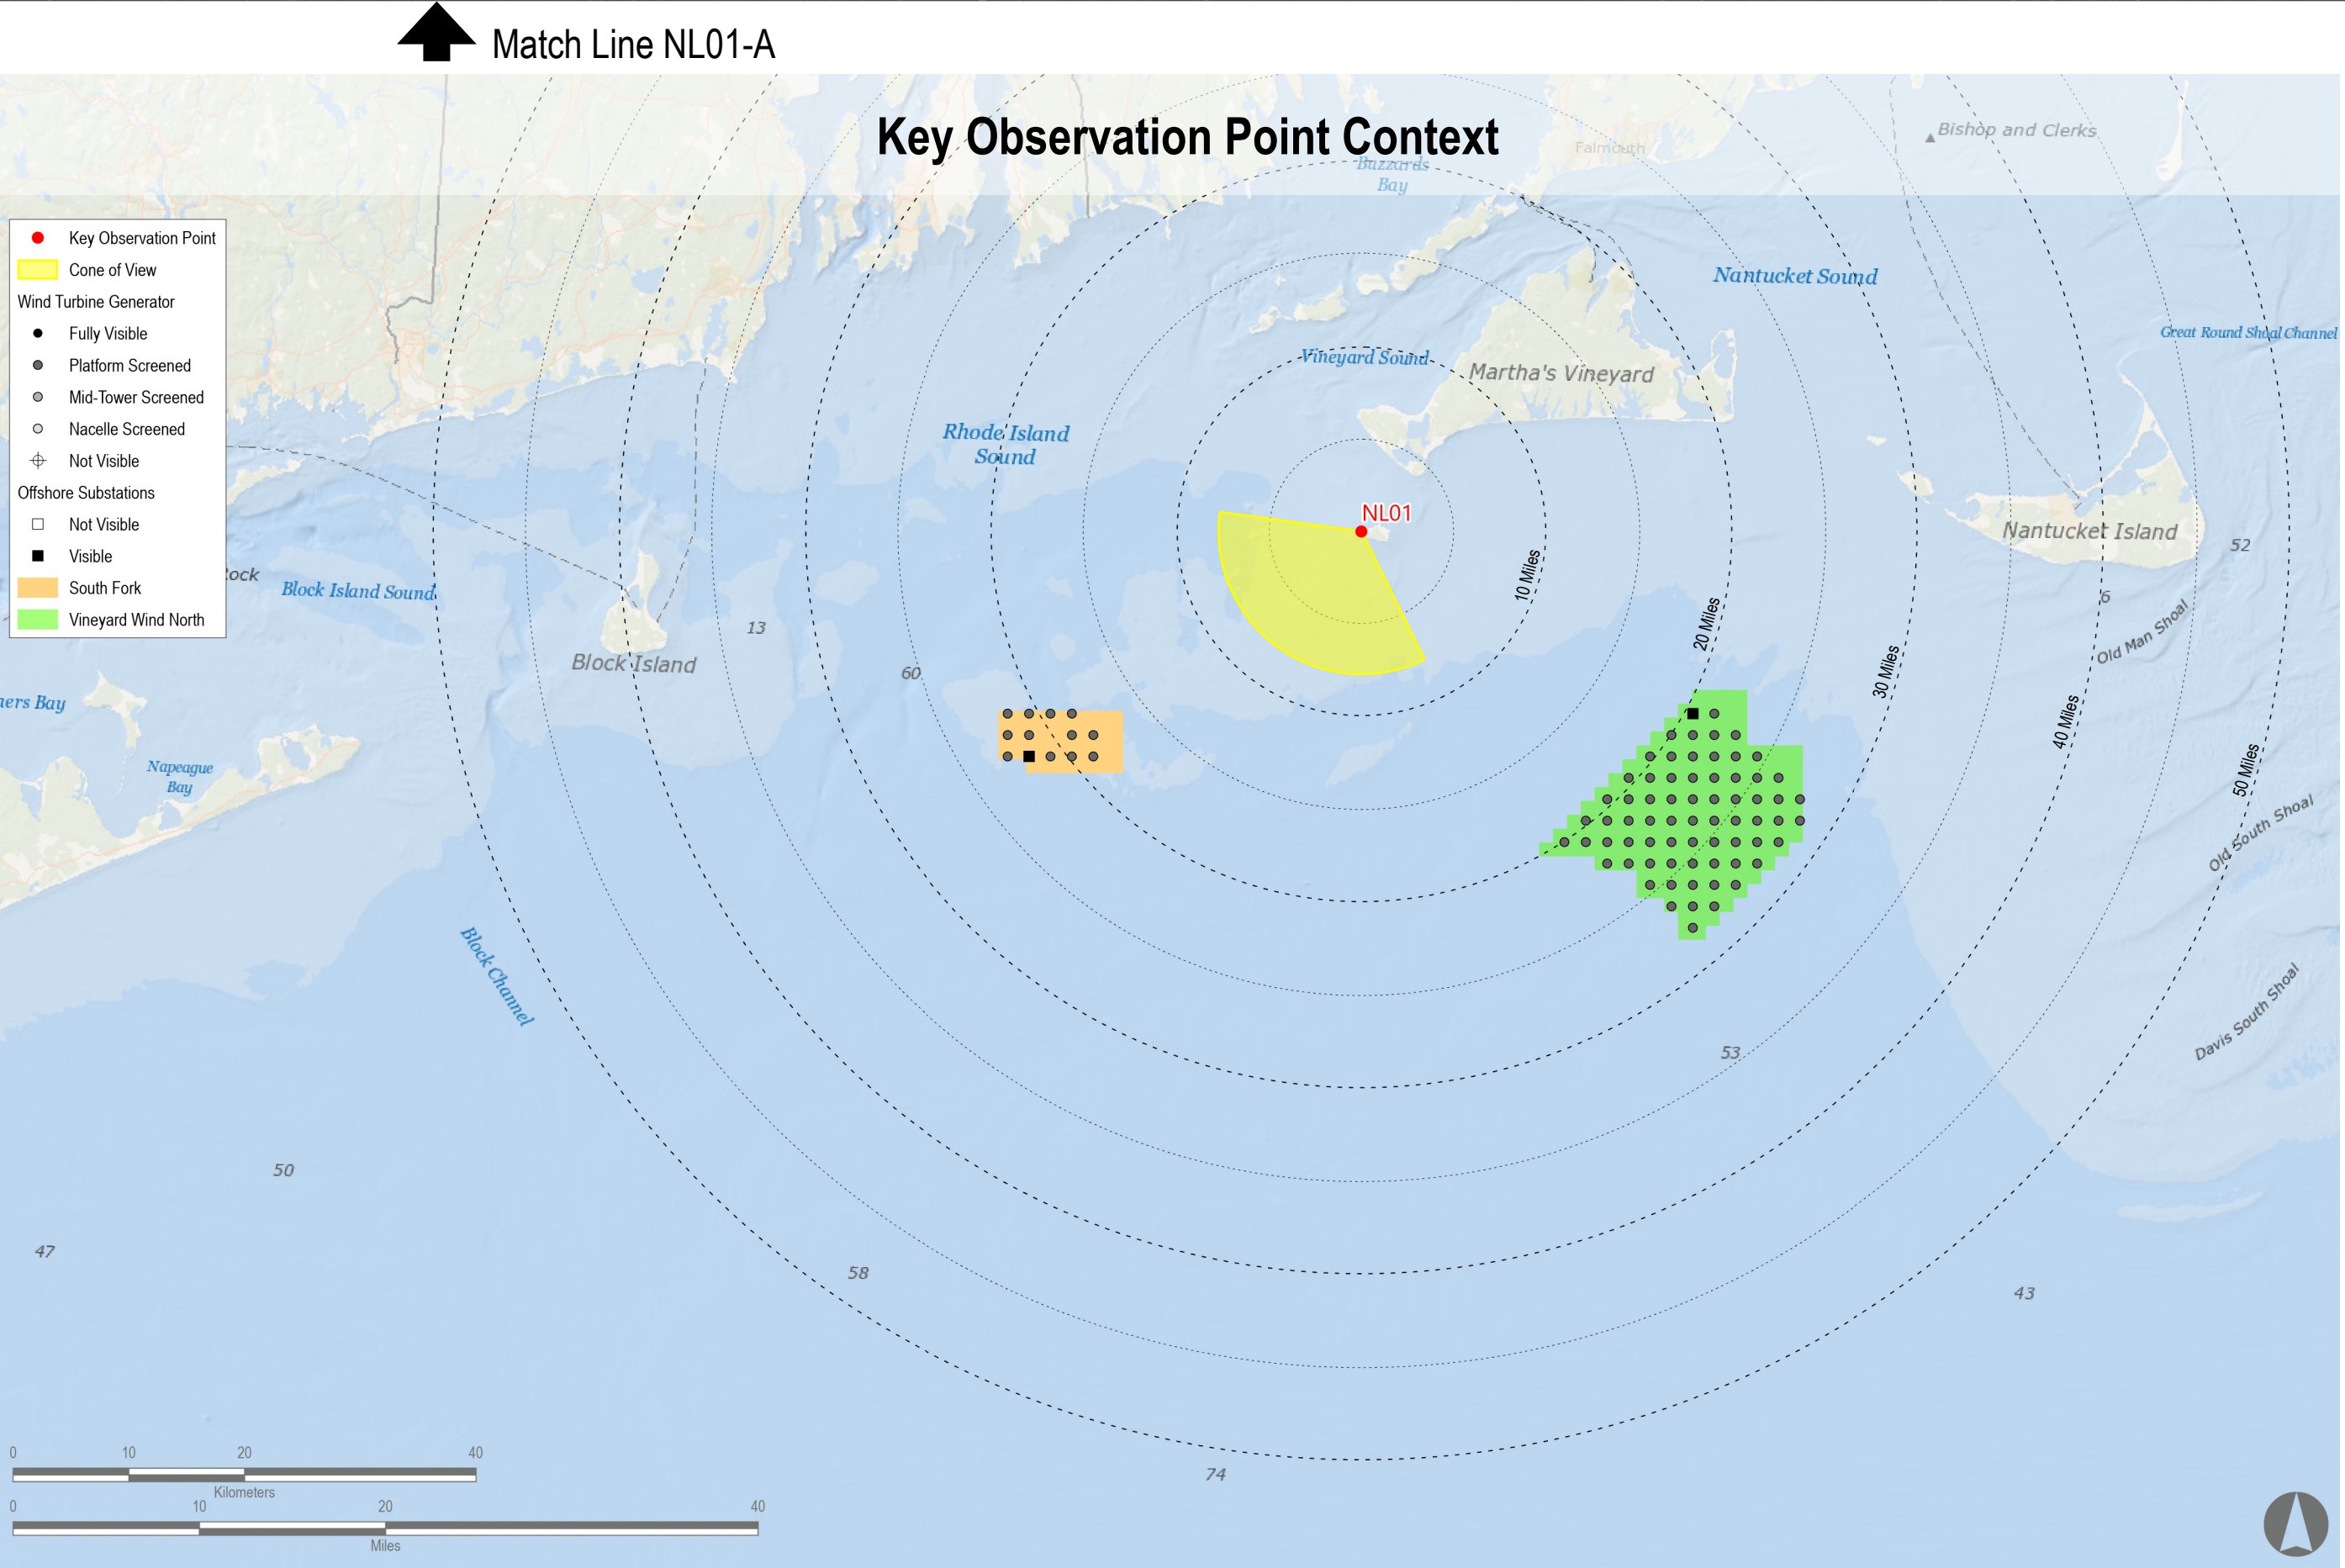 Match Line NL01-A
Key Observation Point Context
Bishop and Clerks
Falmouth
Buzzards
Bay
Key Observation Point
Cone of View
Wind Turbine Generator
Fully Visible
Platform Screened
Mid-Tower Screened
Nacelle Screened
Not Visible
Offshore Substations
Not Visible
Visible
South Fork
Vineyard Wind North
Nantucket Sound
Great Round Shoal Channel
Vineyard Sound
Martha's Vineyard
Rhode Island
Sound
NL01
Nantucket Island
52
6
Old Man Shoal
10 Miles
20 Miles
30 Miles
40 Miles
50 Miles
ock
Block Island Sound
13
Block Island
60
ners Bay
Napeague
Bay
Old South Shoal
Block Channel
Davis South Shoal
53
50
47
58
43
74
0 10 20 40
Kilometers
0 10 20 40
Miles